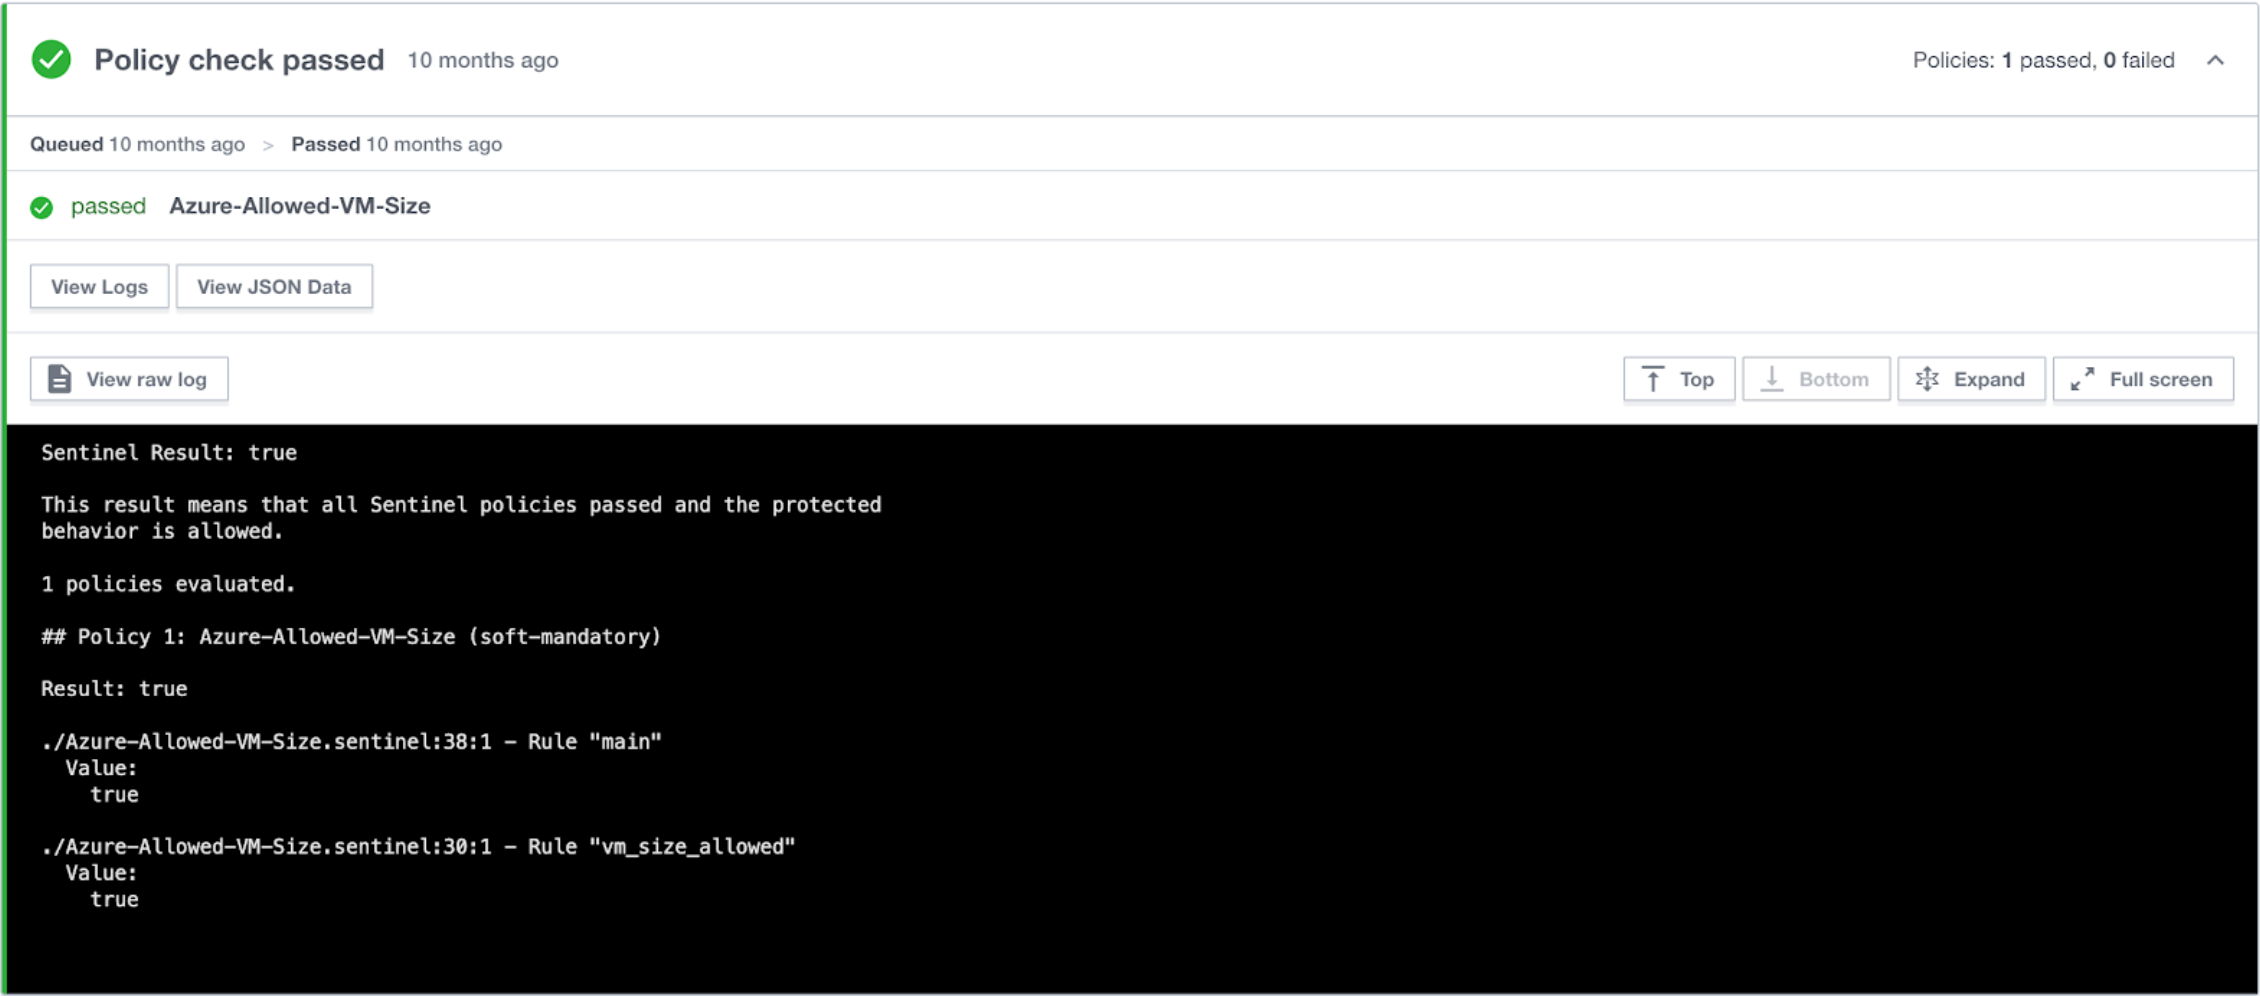 Policy check passed 10 months ago Policies: 1 passed, 0 failed
Queued 10 months ago > Passed 10 months ago
passed Azure-Allowed-VM-Size
View Logs View JSON Data
View raw log Top Bottom Expand Full screen
Sentinel Result: true
This result means that all Sentinel policies passed and the protected
behavior is allowed.
1 policies evaluated.
## Policy 1: Azure-Allowed-VM-Size (soft-mandatory)
Result: true
./Azure-Allowed-VM-Size.sentinel:38:1 - Rule "main"
Value:
true
./Azure-Allowed-VM-Size.sentinel:30:1 - Rule "vm_size_allowed"
Value:
true